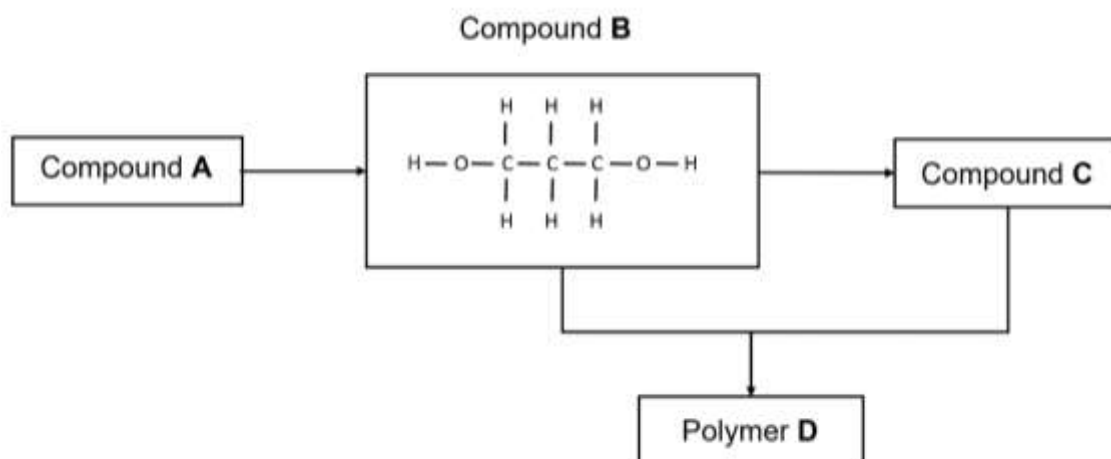 Compound B
H H H
H O C C C O H
H H H
Compound A
Compound C
Polymer D